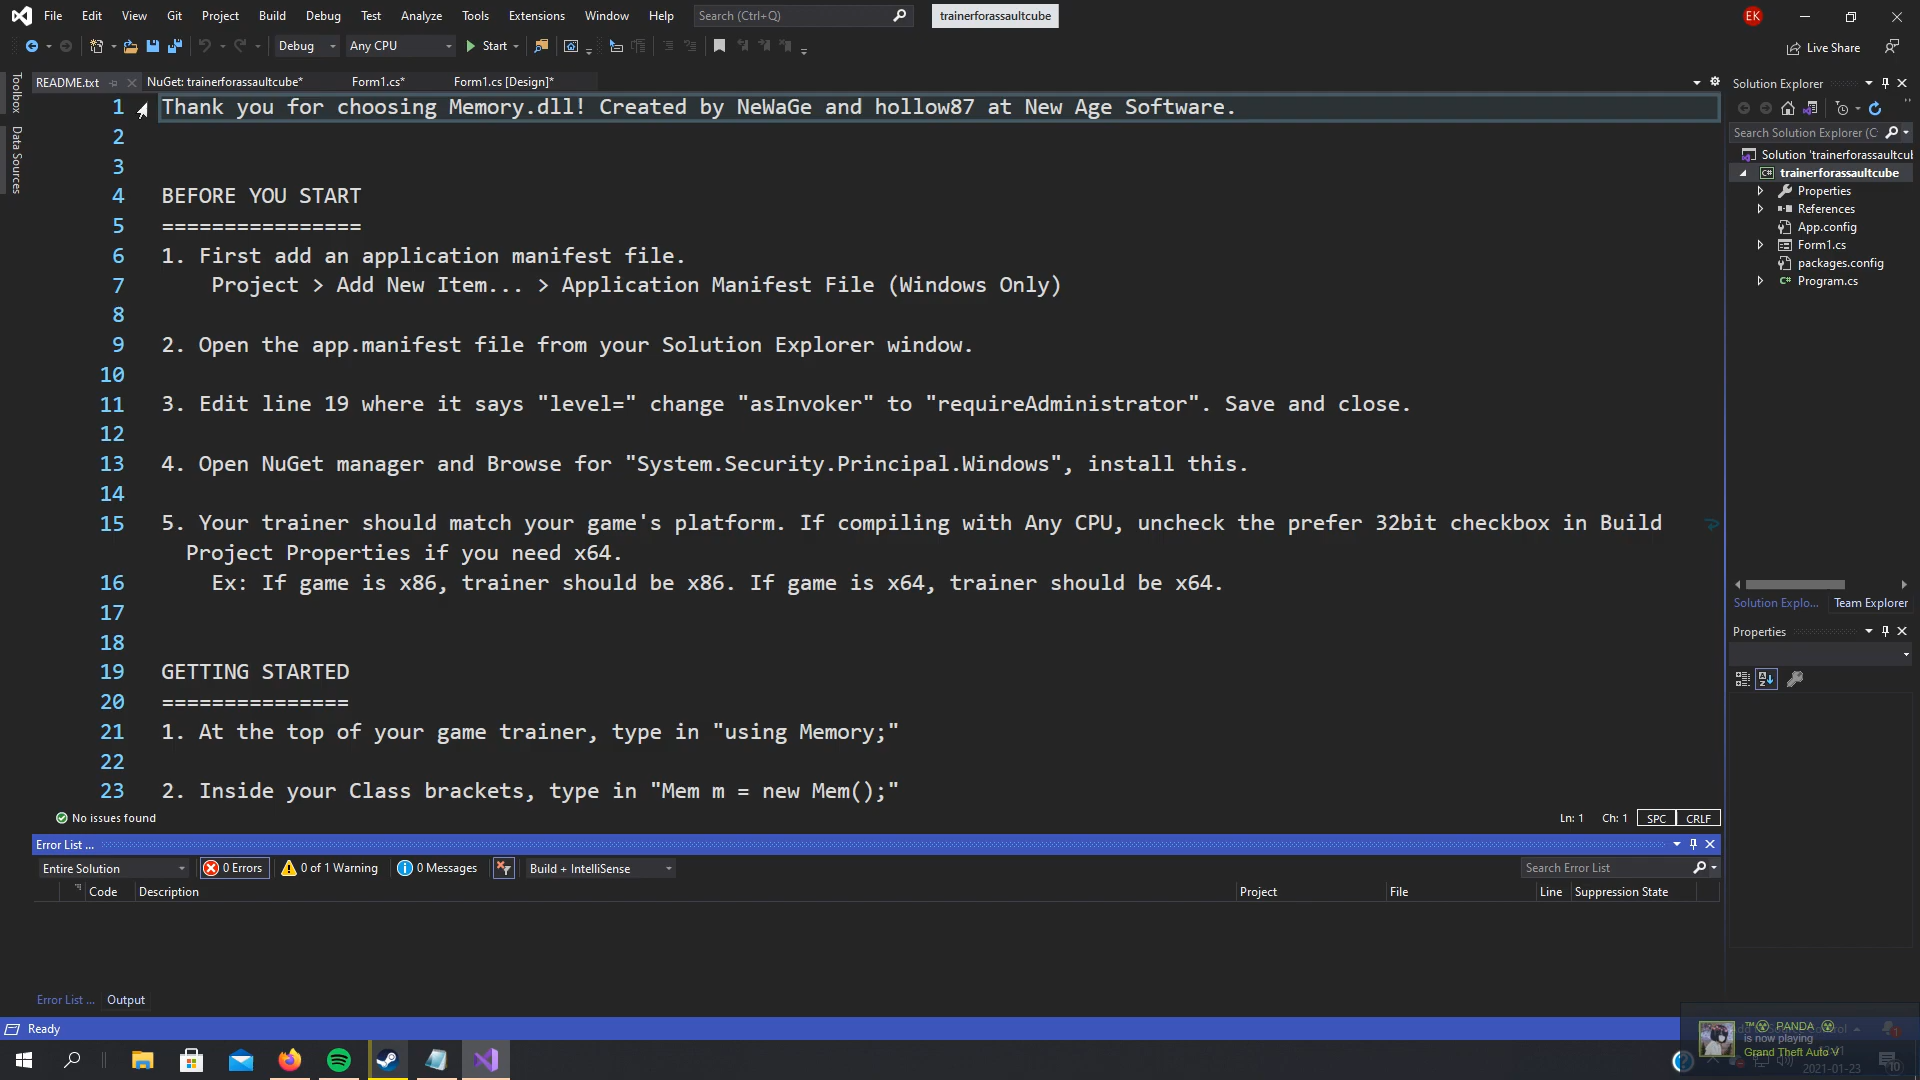 File Edit View Git Project Build Debug Test Analyze Tools Extensions Window Help Search (Ctrl+Q) trainerforassaultcube EK
Debug Any CPU Start Live Share
README.txt NuGet: trainerforassaultcube* Form1.cs* Form1.cs [Design]*
Toolbox
Data Sources
1 Thank you for choosing Memory.dll! Created by NeWaGe and hollow87 at New Age Software.
2
3
4 BEFORE YOU START
5 ================
6 1. First add an application manifest file.
7 Project > Add New Item... > Application Manifest File (Windows Only)
8
9 2. Open the app.manifest file from your Solution Explorer window.
10
11 3. Edit line 19 where it says "level=" change "asInvoker" to "requireAdministrator". Save and close.
12
13 4. Open NuGet manager and Browse for "System.Security.Principal.Windows", install this.
14
15 5. Your trainer should match your game's platform. If compiling with Any CPU, uncheck the prefer 32bit checkbox in Build
Project Properties if you need x64.
16 Ex: If game is x86, trainer should be x86. If game is x64, trainer should be x64.
17
18
19 GETTING STARTED
20 ===============
21 1. At the top of your game trainer, type in "using Memory;"
22
23 2. Inside your Class brackets, type in "Mem m = new Mem();"
No issues found Ln: 1 Ch: 1 SPC CRLF
Error List ...
Entire Solution 0 Errors 0 of 1 Warning 0 Messages Build + IntelliSense Search Error List
Code Description Project File Line Suppression State
Error List ... Output
Ready
Solution Explorer
Search Solution Explorer (C
Solution 'trainerforassaultcul
trainerforassaultcube
Properties
References
App.config
Form1.cs
packages.config
Program.cs
Solution Explo... Team Explorer
Properties
™☢ PANDA ☢
is now playing
Grand Theft Auto V
2021-01-23